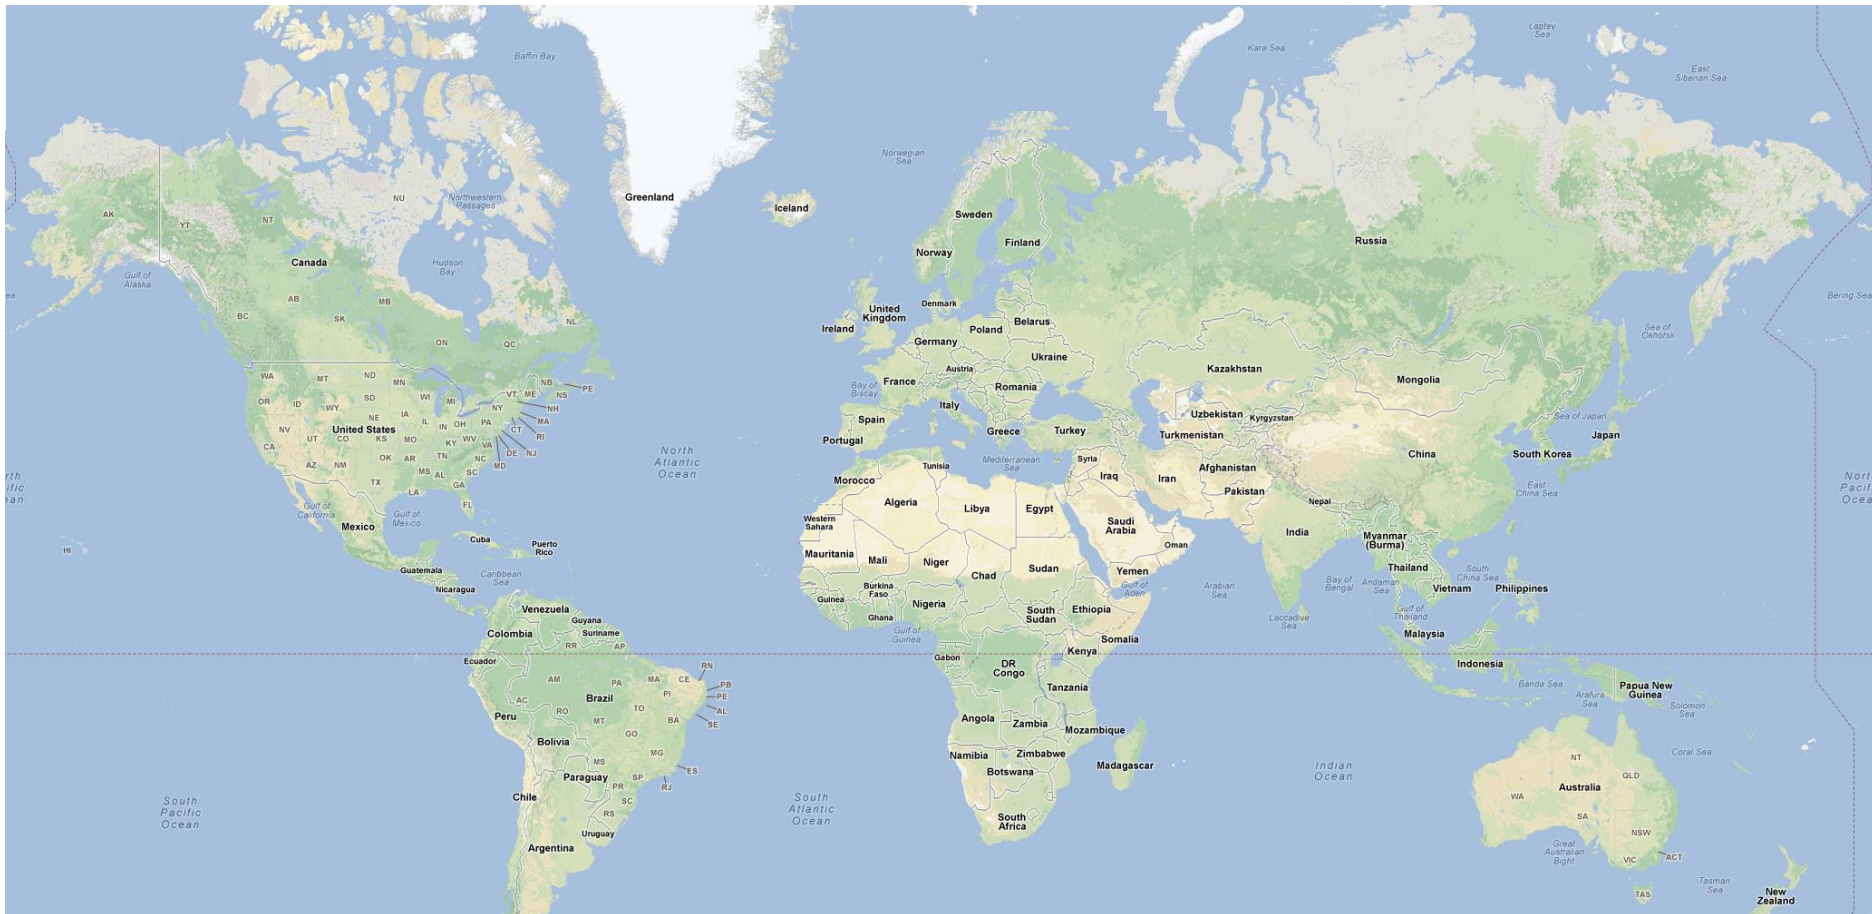 Laptev
Sea
Kara Sea
Baffin Bay
East
Siberian Sea
Norwegian
Sea
Greenland
NU
Northwestern
Passages
Iceland
AK
NT
YT
Sweden
Finland
Russia
Norway
Canada
Hudson
Bay
Gulf of
Alaska
ea
Bering Sea
AB
MB
SK
BC
NL
Denmark
United
Kingdom
Ireland
Belarus
Poland
Sea of
Okhotsk
ON
QC
Germany
Ukraine
Austria
Kazakhstan
Mongolia
WA
MT
ND
MN
NB
PE
France
Bay of
Biscay
Romania
OR
ID
WY
SD
WI
MI
VT
ME
NS
NH
NY
Italy
Spain
Uzbekistan
Kyrgyzstan
Sea of Japan
NE
IA
IL
IN
OH
PA
MA
CT
RI
NV
UT
CO
United States
KS
MO
KY
WV
VA
DE
NJ
MD
CA
Portugal
Greece
Turkey
Turkmenistan
Japan
AZ
NM
OK
AR
TN
NC
SC
MS
AL
GA
TX
LA
FL
North
Atlantic
Ocean
Tunisia
Mediterranean
Sea
Syria
Iraq
Iran
Afghanistan
Pakistan
China
South Korea
East
China Sea
Morocco
Algeria
Libya
Egypt
Nepal
North
Pacific
Ocean
rth
ific
ean
Gulf of
California
Gulf of
Mexico
Mexico
Western
Sahara
Saudi
Arabia
India
Myanmar
(Burma)
HI
Cuba
Puerto
Rico
Oman
Mauritania
Mali
Niger
Chad
Sudan
Yemen
Gulf of
Aden
Arabian
Sea
Bay of
Bengal
Andaman
Sea
Thailand
South
China Sea
Vietnam
Philippines
Guatemala
Caribbean
Sea
Nicaragua
Burkina
Faso
Guinea
Nigeria
Ghana
Gulf of
Guinea
South
Sudan
Ethiopia
Somalia
Laccadive
Sea
Gulf of
Thailand
Malaysia
Venezuela
Guyana
Suriname
Colombia
RR
AP
Ecuador
Gabon
DR
Congo
Kenya
Indonesia
RN
AM
PA
MA
CE
PB
PI
PE
AC
Brazil
TO
AL
RO
MT
BA
SE
Peru
Tanzania
Banda Sea
Arafura
Sea
Papua New
Guinea
Solomon
Sea
Angola
Zambia
Mozambique
GO
Bolivia
MG
Namibia
Zimbabwe
Botswana
Madagascar
Coral Sea
MS
ES
Paraguay
SP
RJ
PR
SC
Chile
RS
Uruguay
Argentina
South
Pacific
Ocean
South
Atlantic
Ocean
Indian
Ocean
South
Africa
NT
QLD
Australia
WA
SA
NSW
Great
Australian
Bight
VIC
ACT
TAS
Tasman
Sea
New
Zealand